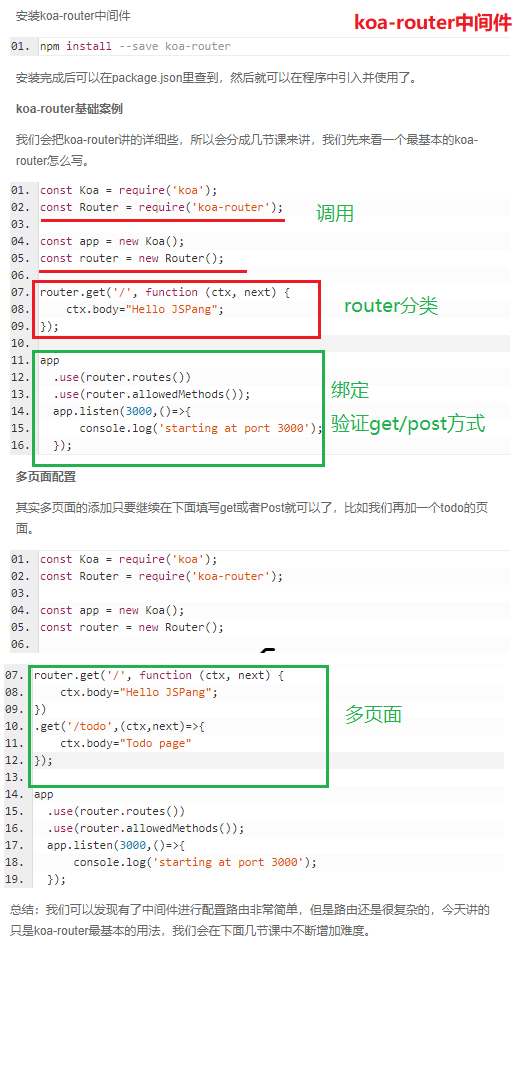 安装koa-router中间件
koa-router中间件
01. npm install --save koa-router
安装完成后可以在package.json里查到，然后就可以在程序中引入并使用了。
koa-router基础案例
我们会把koa-router讲的详细些，所以会分成几节课来讲，我们先来看一个最基本的koa-
router怎么写。
01. const Koa = require('koa');
02. const Router = require('koa-router');
调用
03.
04. const app = new Koa();
05. const router = new Router();
06.
07. router.get('/', function (ctx, next) {
router分类
08. ctx.body="Hello JSPang";
09. });
10.
11. app
12. .use(router.routes())
绑定
13. .use(router.allowedMethods());
14. app.listen(3000,()=>{
验证get/post方式
15. console.log('starting at port 3000');
16. });
多页面配置
其实多页面的添加只要继续在下面填写get或者Post就可以了，比如我们再加一个todo的页
面。
01. const Koa = require('koa');
02. const Router = require('koa-router');
03.
04. const app = new Koa();
05. const router = new Router();
06.
07. router.get('/', function (ctx, next) {
08. ctx.body="Hello JSPang";
09. })
多页面
10. .get('/todo',(ctx,next)=>{
11. ctx.body="Todo page"
12. });
13.
14. app
15. .use(router.routes())
16. .use(router.allowedMethods());
17. app.listen(3000,()=>{
18. console.log('starting at port 3000');
19. });
总结：我们可以发现有了中间件进行配置路由非常简单，但是路由还是很复杂的，今天讲的
只是koa-router最基本的用法，我们会在下面几节课中不断增加难度。